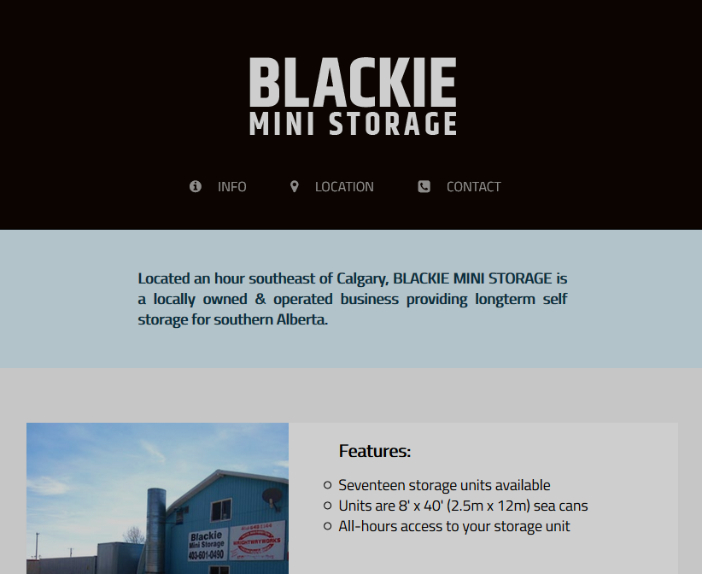 BLACKIE
MINI STORAGE
INFO
LOCATION
CONTACT
Located an hour southeast of Calgary, BLACKIE MINI STORAGE is
a locally owned & operated business providing longterm self
storage for southern Alberta.
Features:
Seventeen storage units available
Units are 8' x 40' (2.5m x 12m) sea cans
All-hours access to your storage unit
Blackie
Mini Storage
403-601-0490